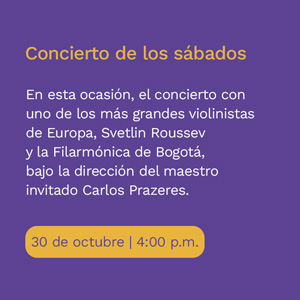 Concierto de los sábados
En esta ocasión, el concierto con
uno de los más grandes violinistas
de Europa, Svetlin Roussev
y la Filarmónica de Bogotá,
bajo la dirección del maestro
invitado Carlos Prazeres.
30 de octubre | 4:00 p.m.